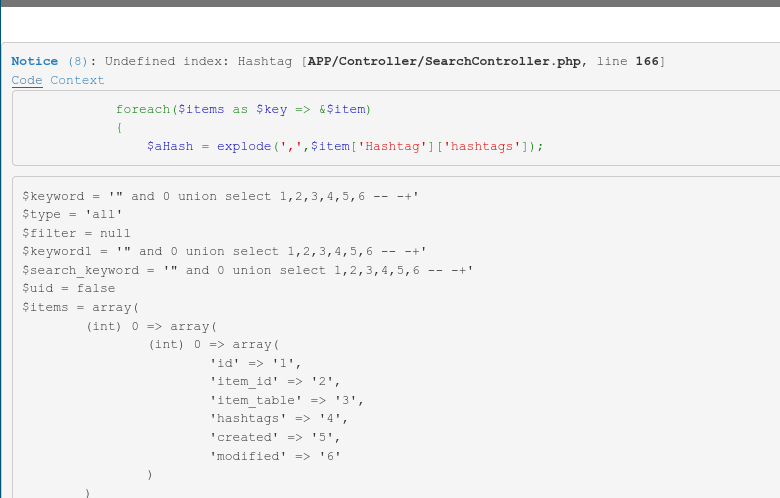 Notice (8): Undefined index: Hashtag [APP/Controller/SearchController.php, line 166]
Code Context
foreach($items as $key => &$item)
{
$aHash = explode(',',$item['Hashtag']['hashtags']);
$keyword = '" and 0 union select 1,2,3,4,5,6 -- -+'
$type = 'all'
$filter = null
$keyword1 = '" and 0 union select 1,2,3,4,5,6 -- -+'
$search_keyword = '" and 0 union select 1,2,3,4,5,6 -- -+'
$uid = false
$items = array(
(int) 0 => array(
(int) 0 => array(
'id' => '1',
'item_id' => '2',
'item_table' => '3',
'hashtags' => '4',
'created' => '5',
'modified' => '6'
)
)